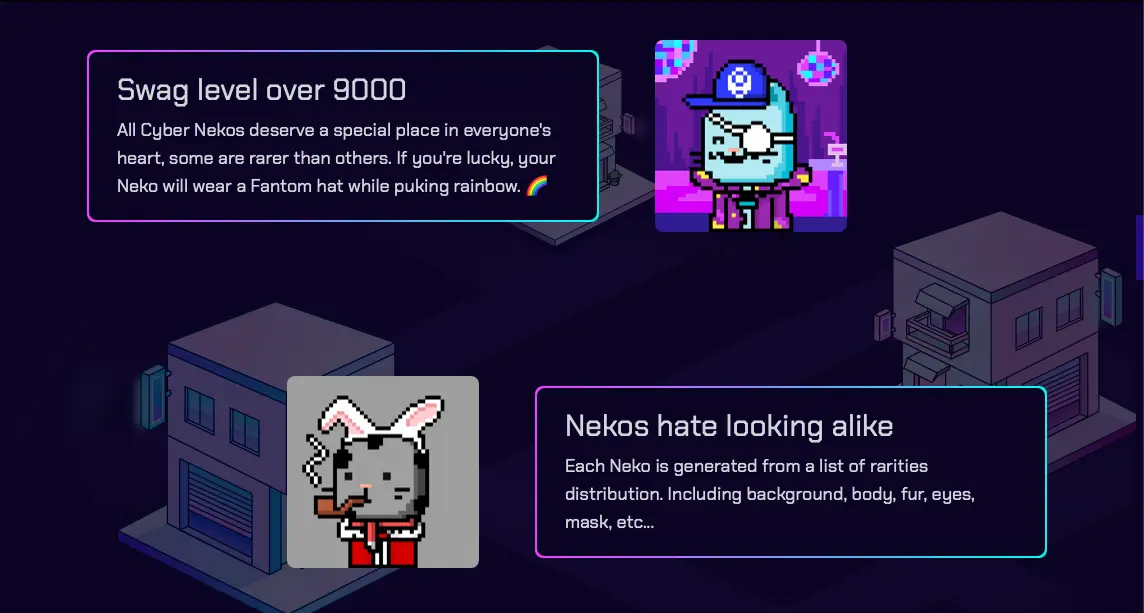 Swag level over 9000
All Cyber Nekos deserve a special place in everyone's
heart, some are rarer than others. If you're lucky, your
Neko will wear a Fantom hat while puking rainbow. 🌈
Nekos hate looking alike
Each Neko is generated from a list of rarities
distribution. Including background, body, fur, eyes,
mask, etc...